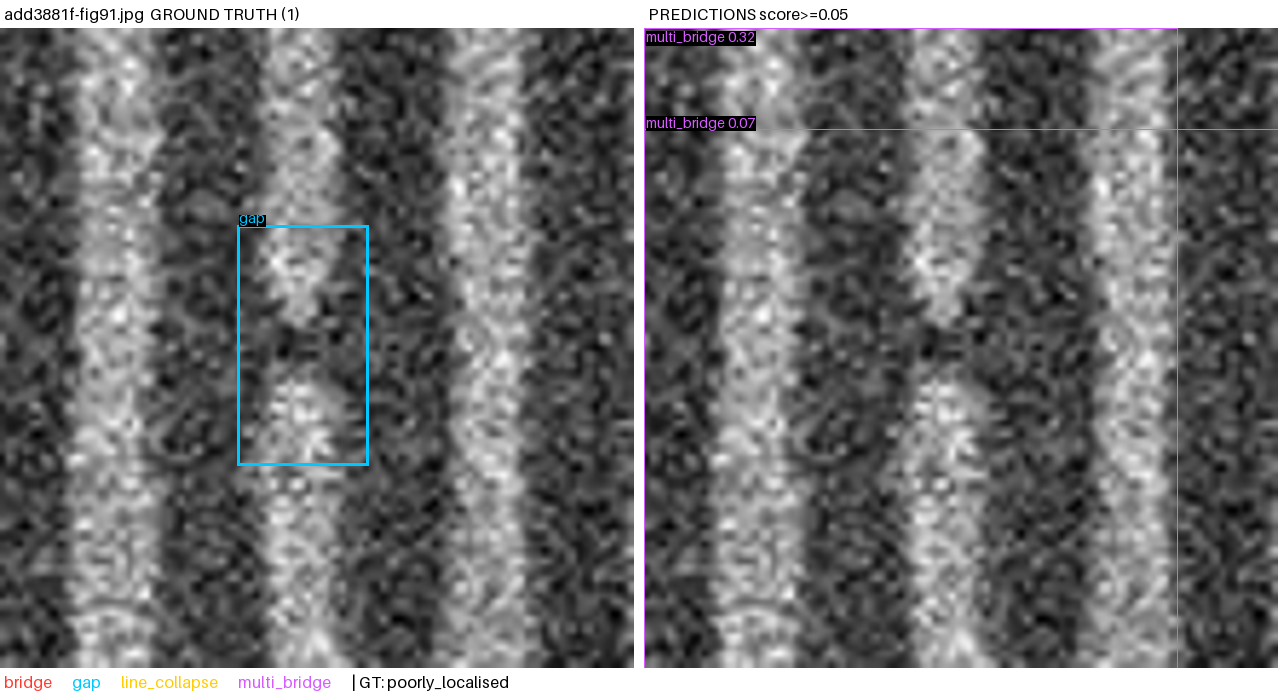 add3881f-fig91.jpg GROUND TRUTH (1)
PREDICTIONS score>=0.05
multi_bridge 0.32
multi_bridge 0.07
gap
bridge gap line_collapse multi_bridge | GT: poorly_localised